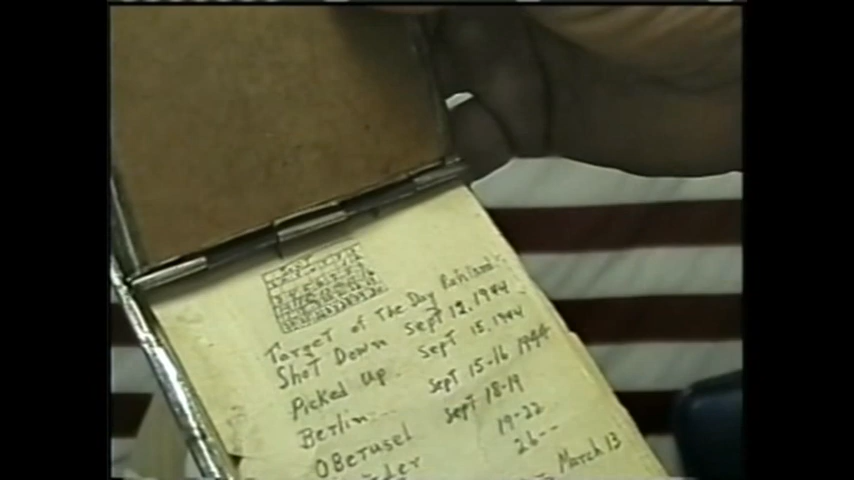 Target of The Day
Shot Down Sept 12, 1944
Picked up.. Sept 15, 1944
Berlin... Sept 15-16 1944
OBerusel Sept 18-19
19-22
26--
March 13